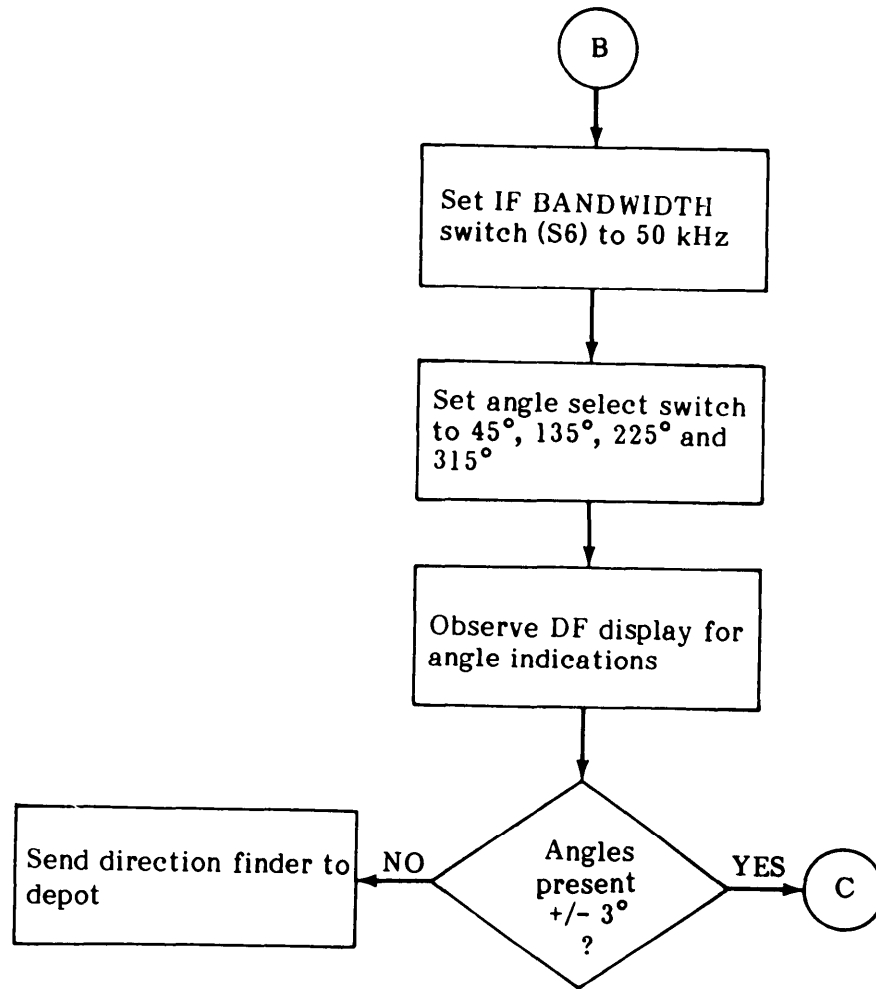 B
Set IF BANDWIDTH
switch (S6) to 50 kHz
Set angle select switch
to 45°, 135°, 225° and
315°
Observe DF display for
angle indications
Angles
present
+/- 3°
?
NO
Send direction finder to
depot
YES
C